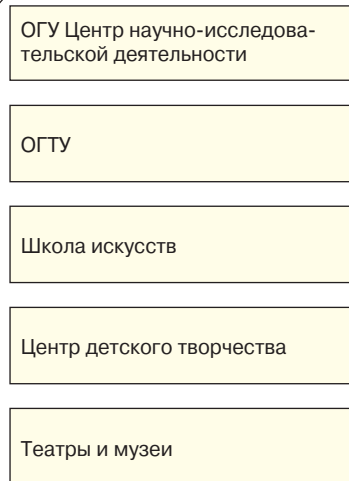 ОГУ Центр научно-исследова-
тельской деятельности
ОГТУ
Школа искусств
Центр детского творчества
Театры и музеи